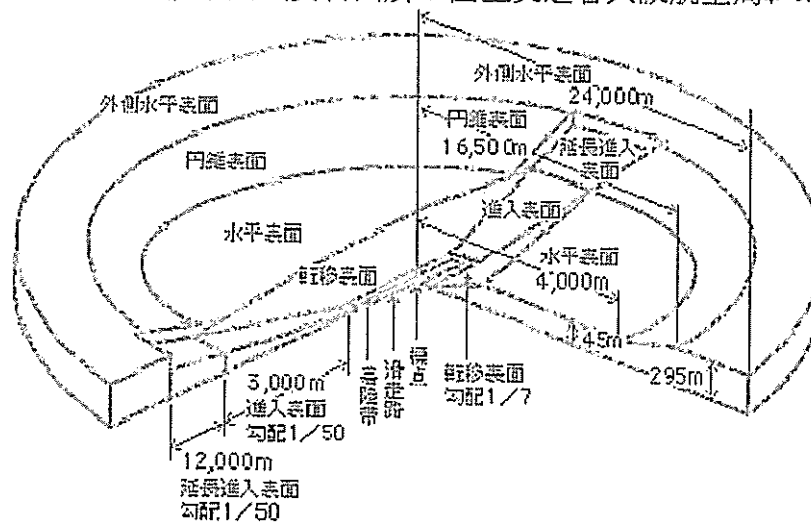 外側水平表面
24,000m
外側水平表面
円錐表面
16,500m
延長進入
表面
円錐表面
進入表面
水平表面
水平表面
4,000m
転移表面
45m
295m
3,000m
進入表面
勾配1/50
着陸帯
滑走路
標点
転移表面
勾配1/7
12,000m
延長進入表面
勾配1/50